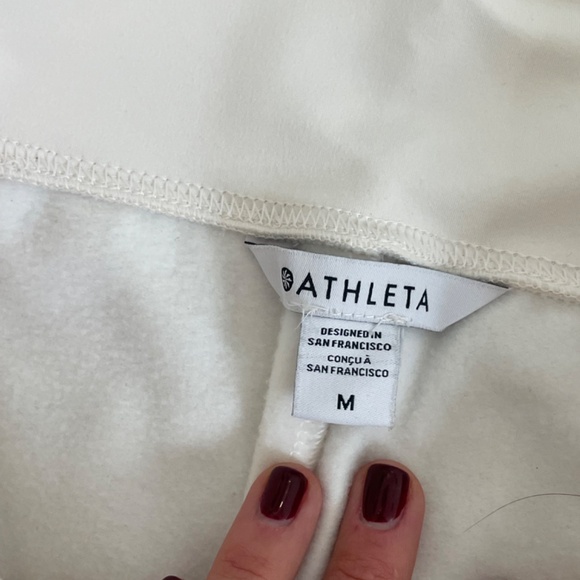 ATHLETA
DESIGNED IN
SAN FRANCISCO
CONÇU À
SAN FRANCISCO
M